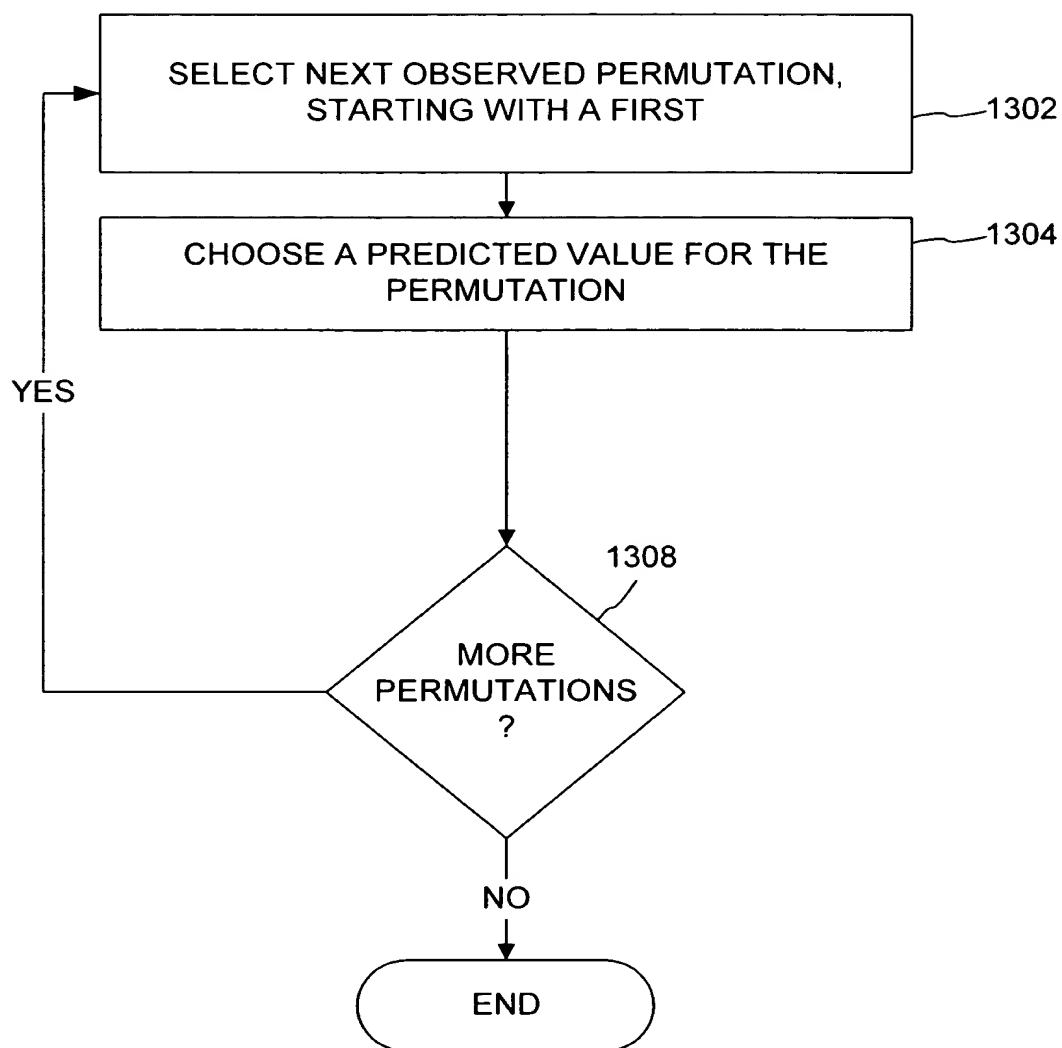 SELECT NEXT OBSERVED PERMUTATION,
STARTING WITH A FIRST
1302
CHOOSE A PREDICTED VALUE FOR THE
PERMUTATION
1304
YES
1308
MORE
PERMUTATIONS
?
NO
END